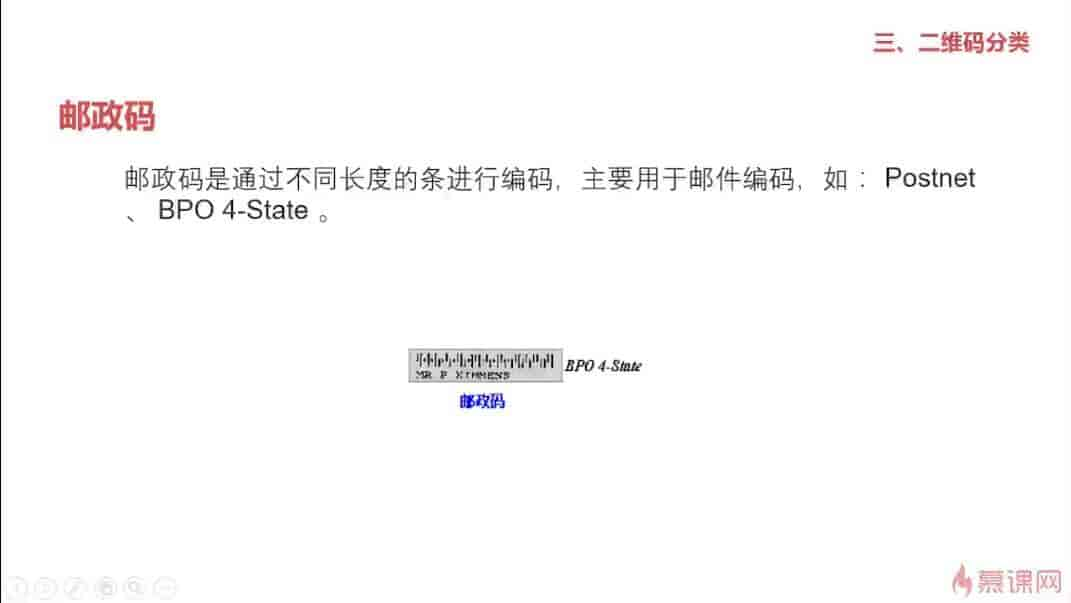 三、二维码分类
邮政码
邮政码是通过不同长度的条进行编码，主要用于邮件编码，如： Postnet
、 BPO 4-State 。
BPO 4-State
MR P
邮政码
慕课网